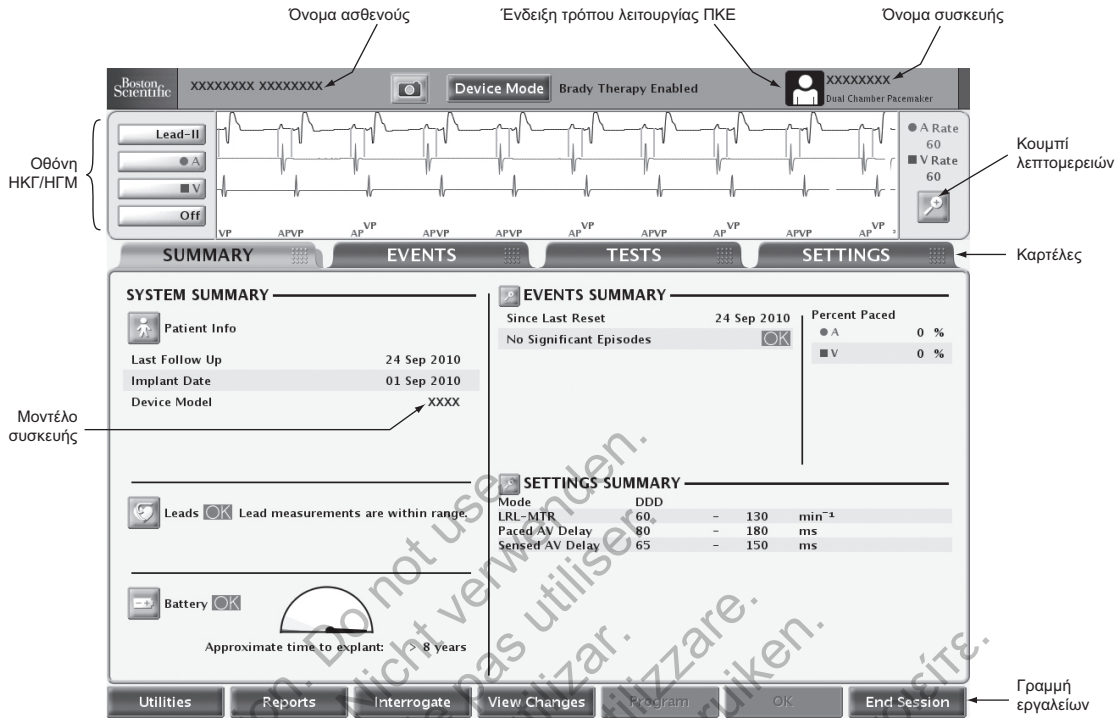 Όνομα ασθενούς
Ένδειξη τρόπου λειτουργίας ΠΚΕ
Όνομα συσκευής
Boston
Scientific
XXXXXXXX XXXXXXXX
Device Mode
Brady Therapy Enabled
XXXXXXXX
Dual Chamber Pacemaker
Οθόνη
ΗΚΓ/ΗΓΜ
Lead-II
A
V
Off
VP APVP AP VP APVP APVP AP VP APVP AP VP APVP AP VP
A Rate
60
V Rate
60
Κουμπί
λεπτομερειών
SUMMARY
EVENTS
TESTS
SETTINGS
Καρτέλες
SYSTEM SUMMARY
Patient Info
Last Follow Up 24 Sep 2010
Implant Date 01 Sep 2010
Device Model XXXX
Μοντέλο
συσκευής
Leads OK Lead measurements are within range.
Battery OK
Approximate time to explant: > 8 years
EVENTS SUMMARY
Since Last Reset 24 Sep 2010
No Significant Episodes OK
Percent Paced
A 0 %
V 0 %
SETTINGS SUMMARY
Mode DDD
LRL-MTR 60 - 130 min⁻¹
Paced AV Delay 80 - 180 ms
Sensed AV Delay 65 - 150 ms
Do not use.
verwenden.
pas utiliser.
Utilities
Reports
Interrogate
View Changes
Program
OK
End Session
Γραμμή
εργαλείων